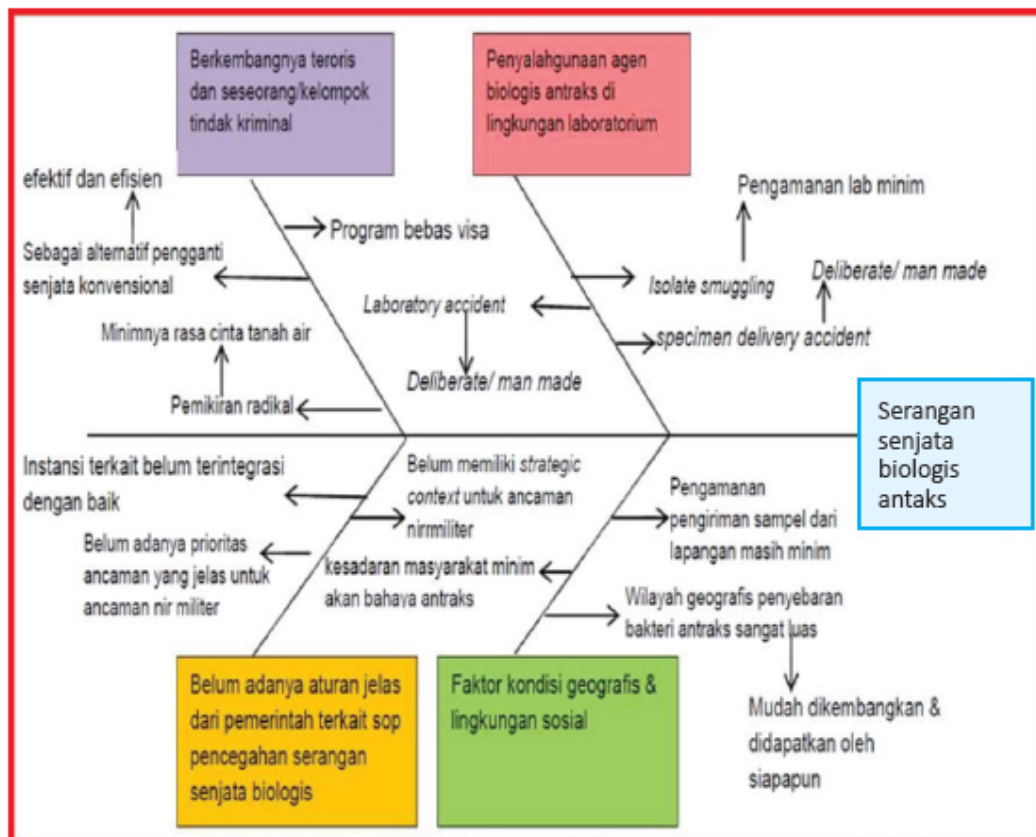 Berkembangnya teroris
dan seseorang/kelompok
tindak kriminal
Penyalahgunaan agen
biologis antraks di
lingkungan laboratorium
efektif dan efisien
Sebagai alternatif pengganti
senjata konvensional
Program bebas visa
Minimnya rasa cinta tanah air
Pemikiran radikal
Laboratory accident
Deliberate/ man made
Pengamanan lab minim
Isolate smuggling
Deliberate/ man made
specimen delivery accident
Serangan
senjata
biologis
antaks
Instansi terkait belum terintegrasi
dengan baik
Belum adanya prioritas
ancaman yang jelas untuk
ancaman nir militer
Belum memiliki strategic
context untuk ancaman
nirmiliter
kesadaran masyarakat minim
akan bahaya antraks
Pengamanan
pengiriman sampel dari
lapangan masih minim
Wilayah geografis penyebaran
bakteri antraks sangat luas
Mudah dikembangkan &
didapatkan oleh
siapapun
Belum adanya aturan jelas
dari pemerintah terkait sop
pencegahan serangan
senjata biologis
Faktor kondisi geografis &
lingkungan sosial